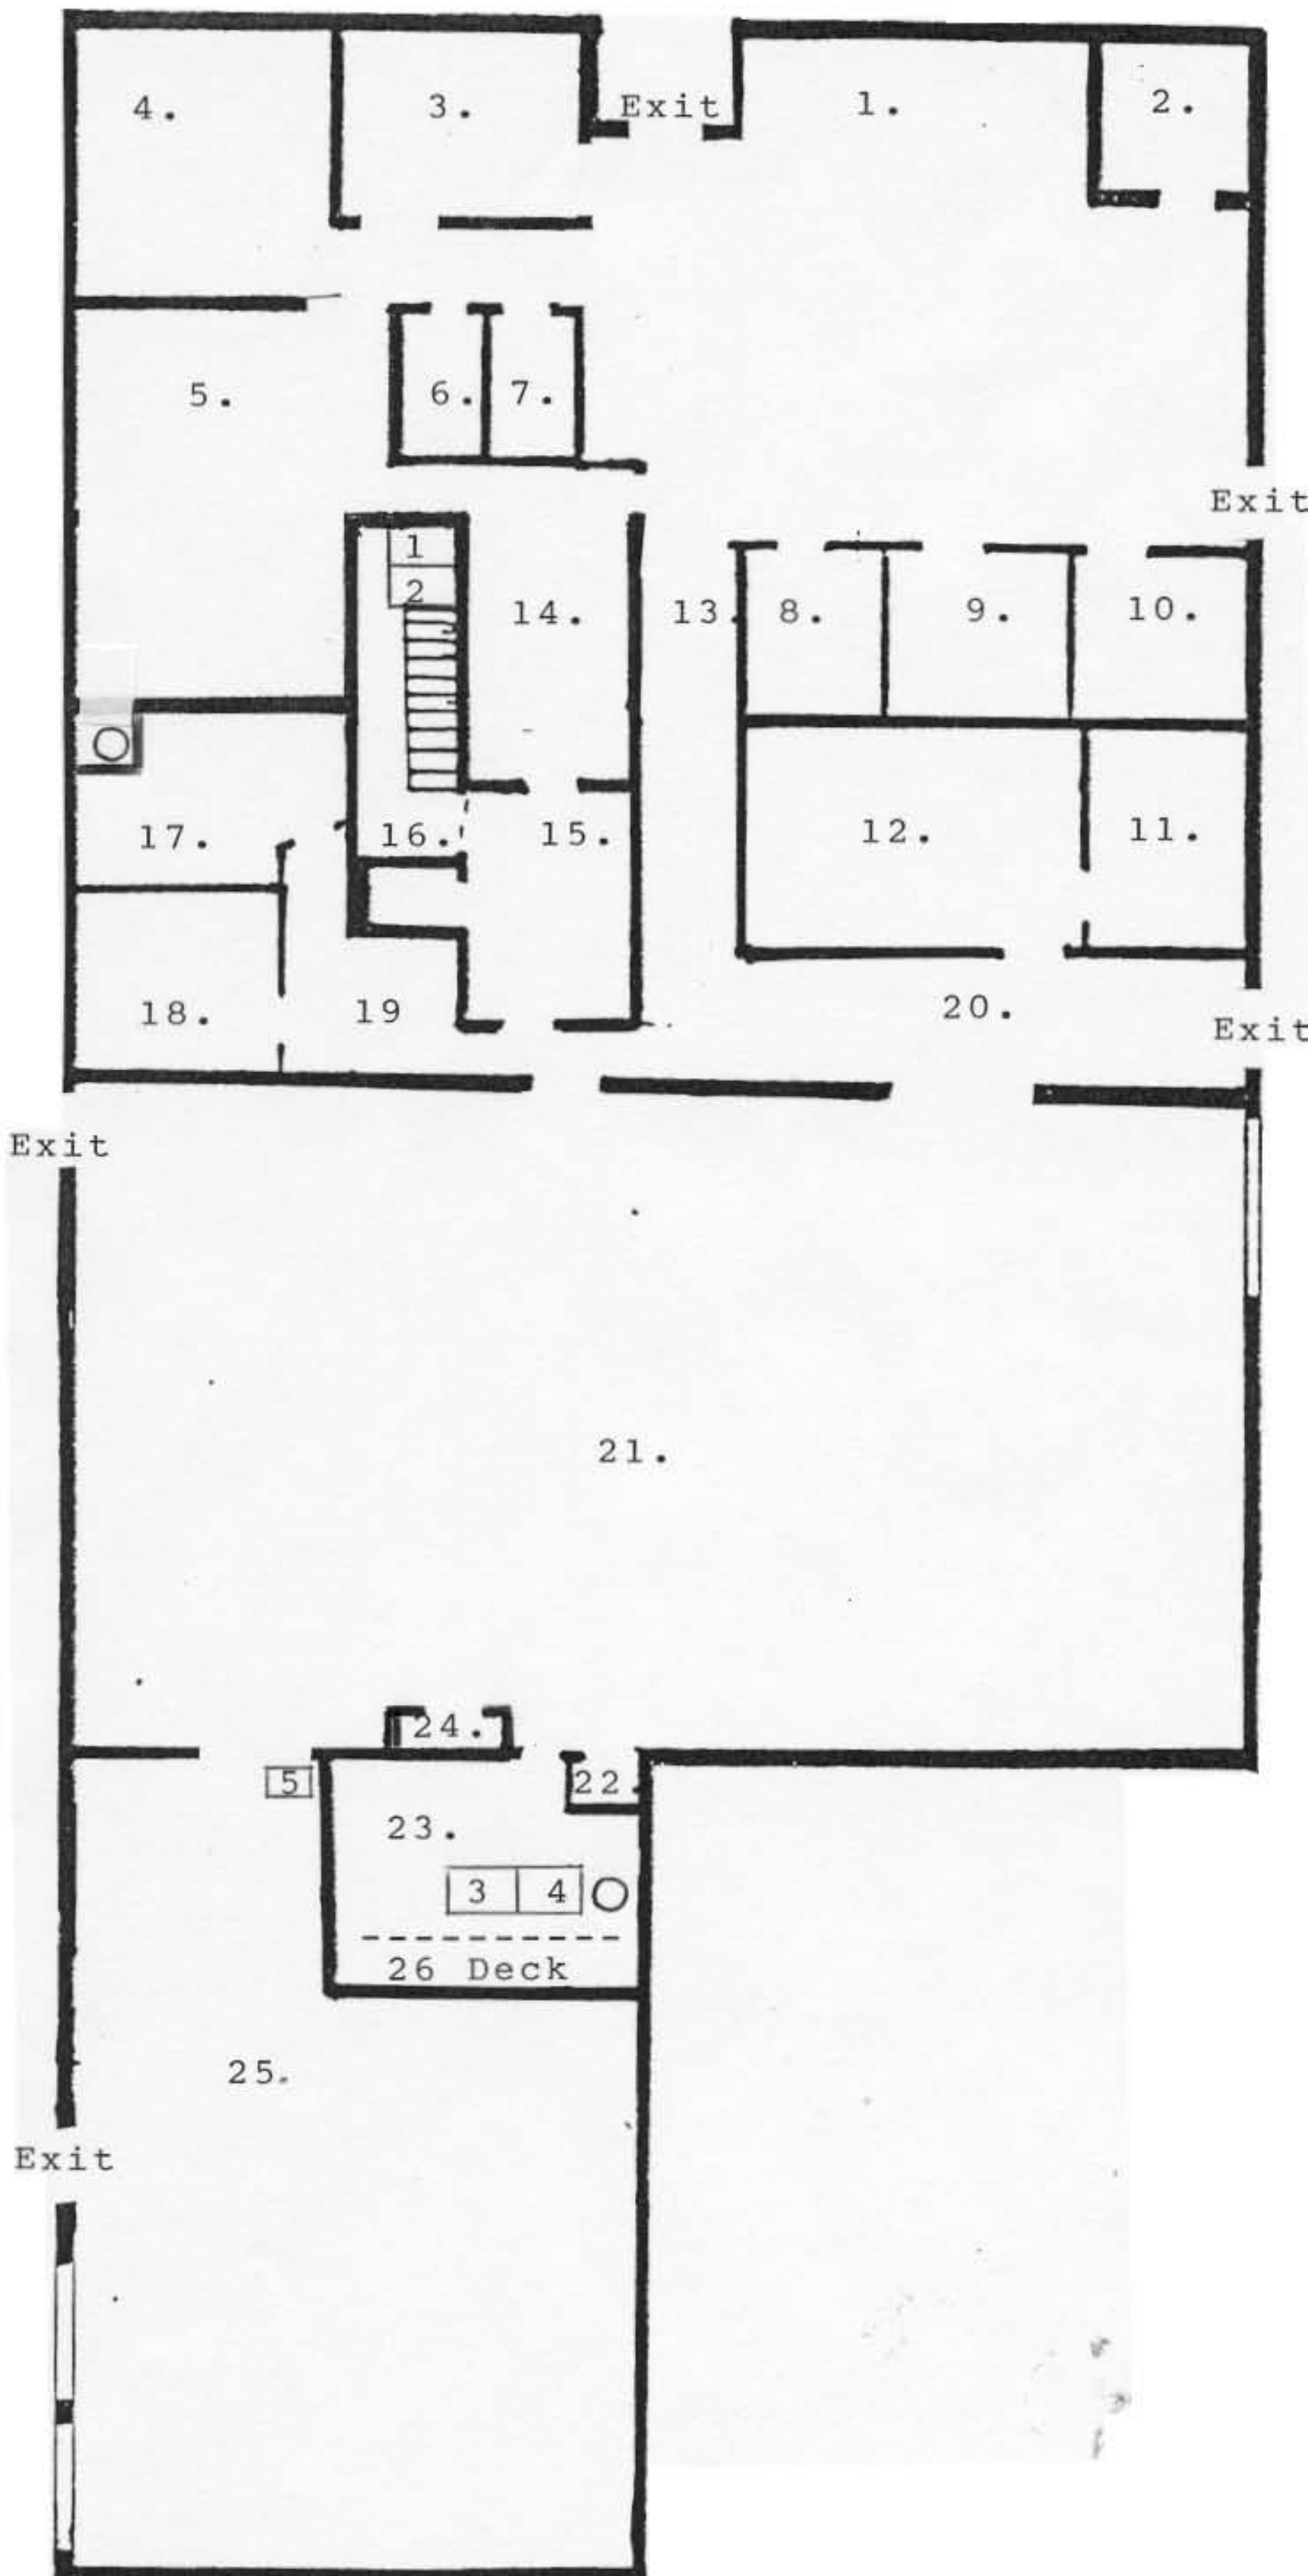 4. 3. Exit 1. 2.
5. 6. 7.
Exit
1
2
14. 13. 8. 9. 10.
17. 16. 15. 12. 11.
18. 19 20.
Exit
Exit
21.
24.
5 22.
23.
3 4
26 Deck
25.
Exit